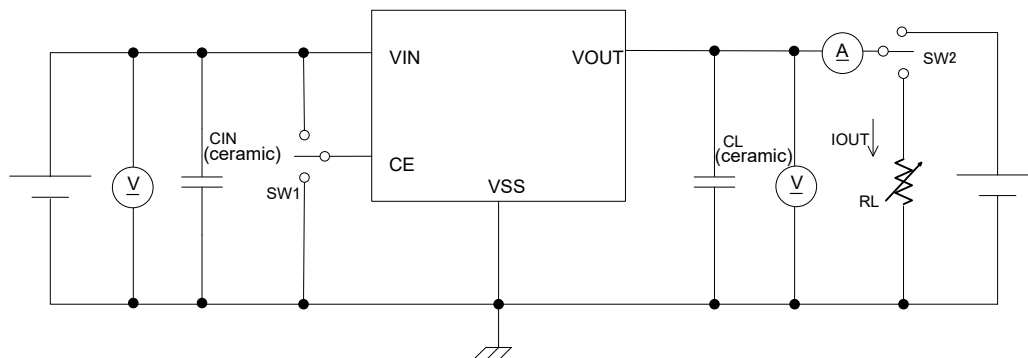 VIN
VOUT
A
SW2
CIN
(ceramic)
CE
SW1
V
VSS
CL
(ceramic)
V
IOUT
RL